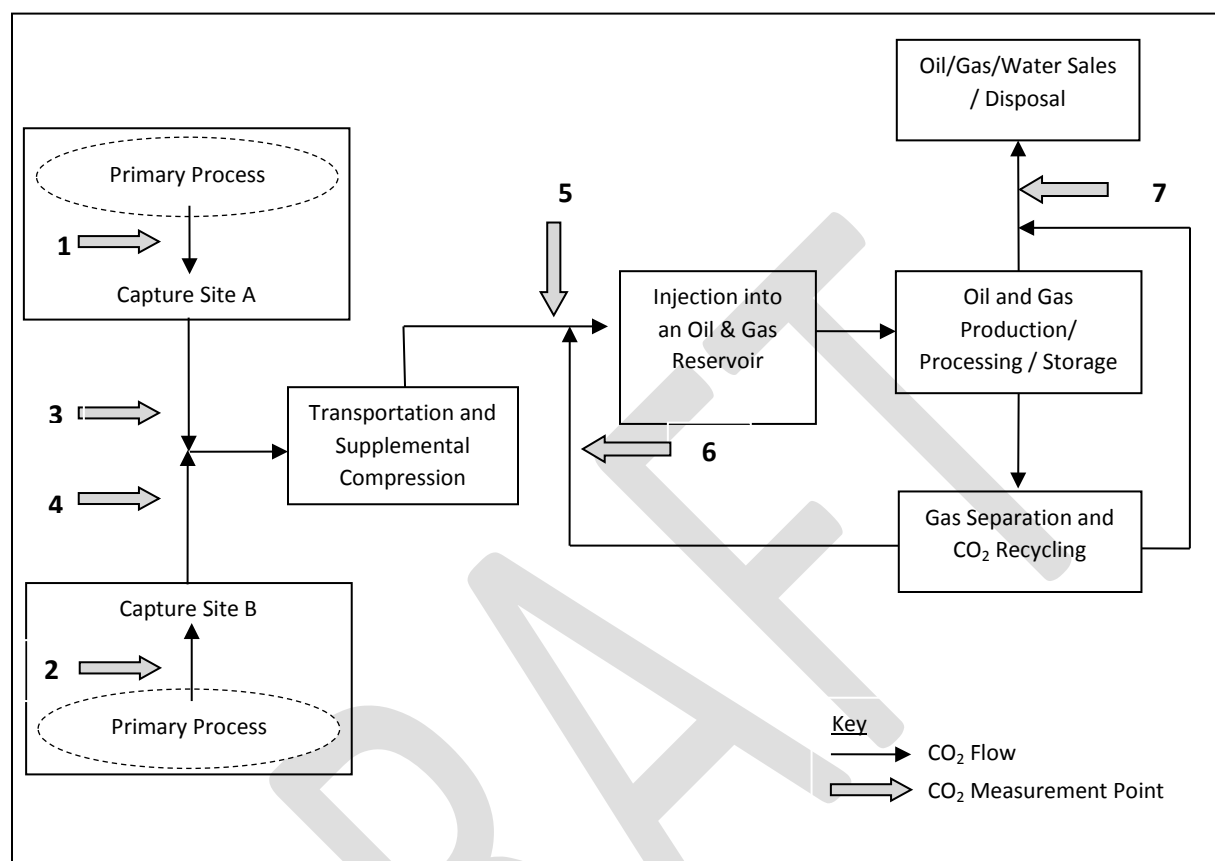 Oil/Gas/Water Sales
/ Disposal
Primary Process
1
Capture Site A
5
7
Injection into
an Oil & Gas
Reservoir
Oil and Gas
Production/
Processing / Storage
3
Transportation and
Supplemental
Compression
6
4
Gas Separation and
CO₂ Recycling
Capture Site B
2
Primary Process
Key
CO₂ Flow
CO₂ Measurement Point
DRAFT